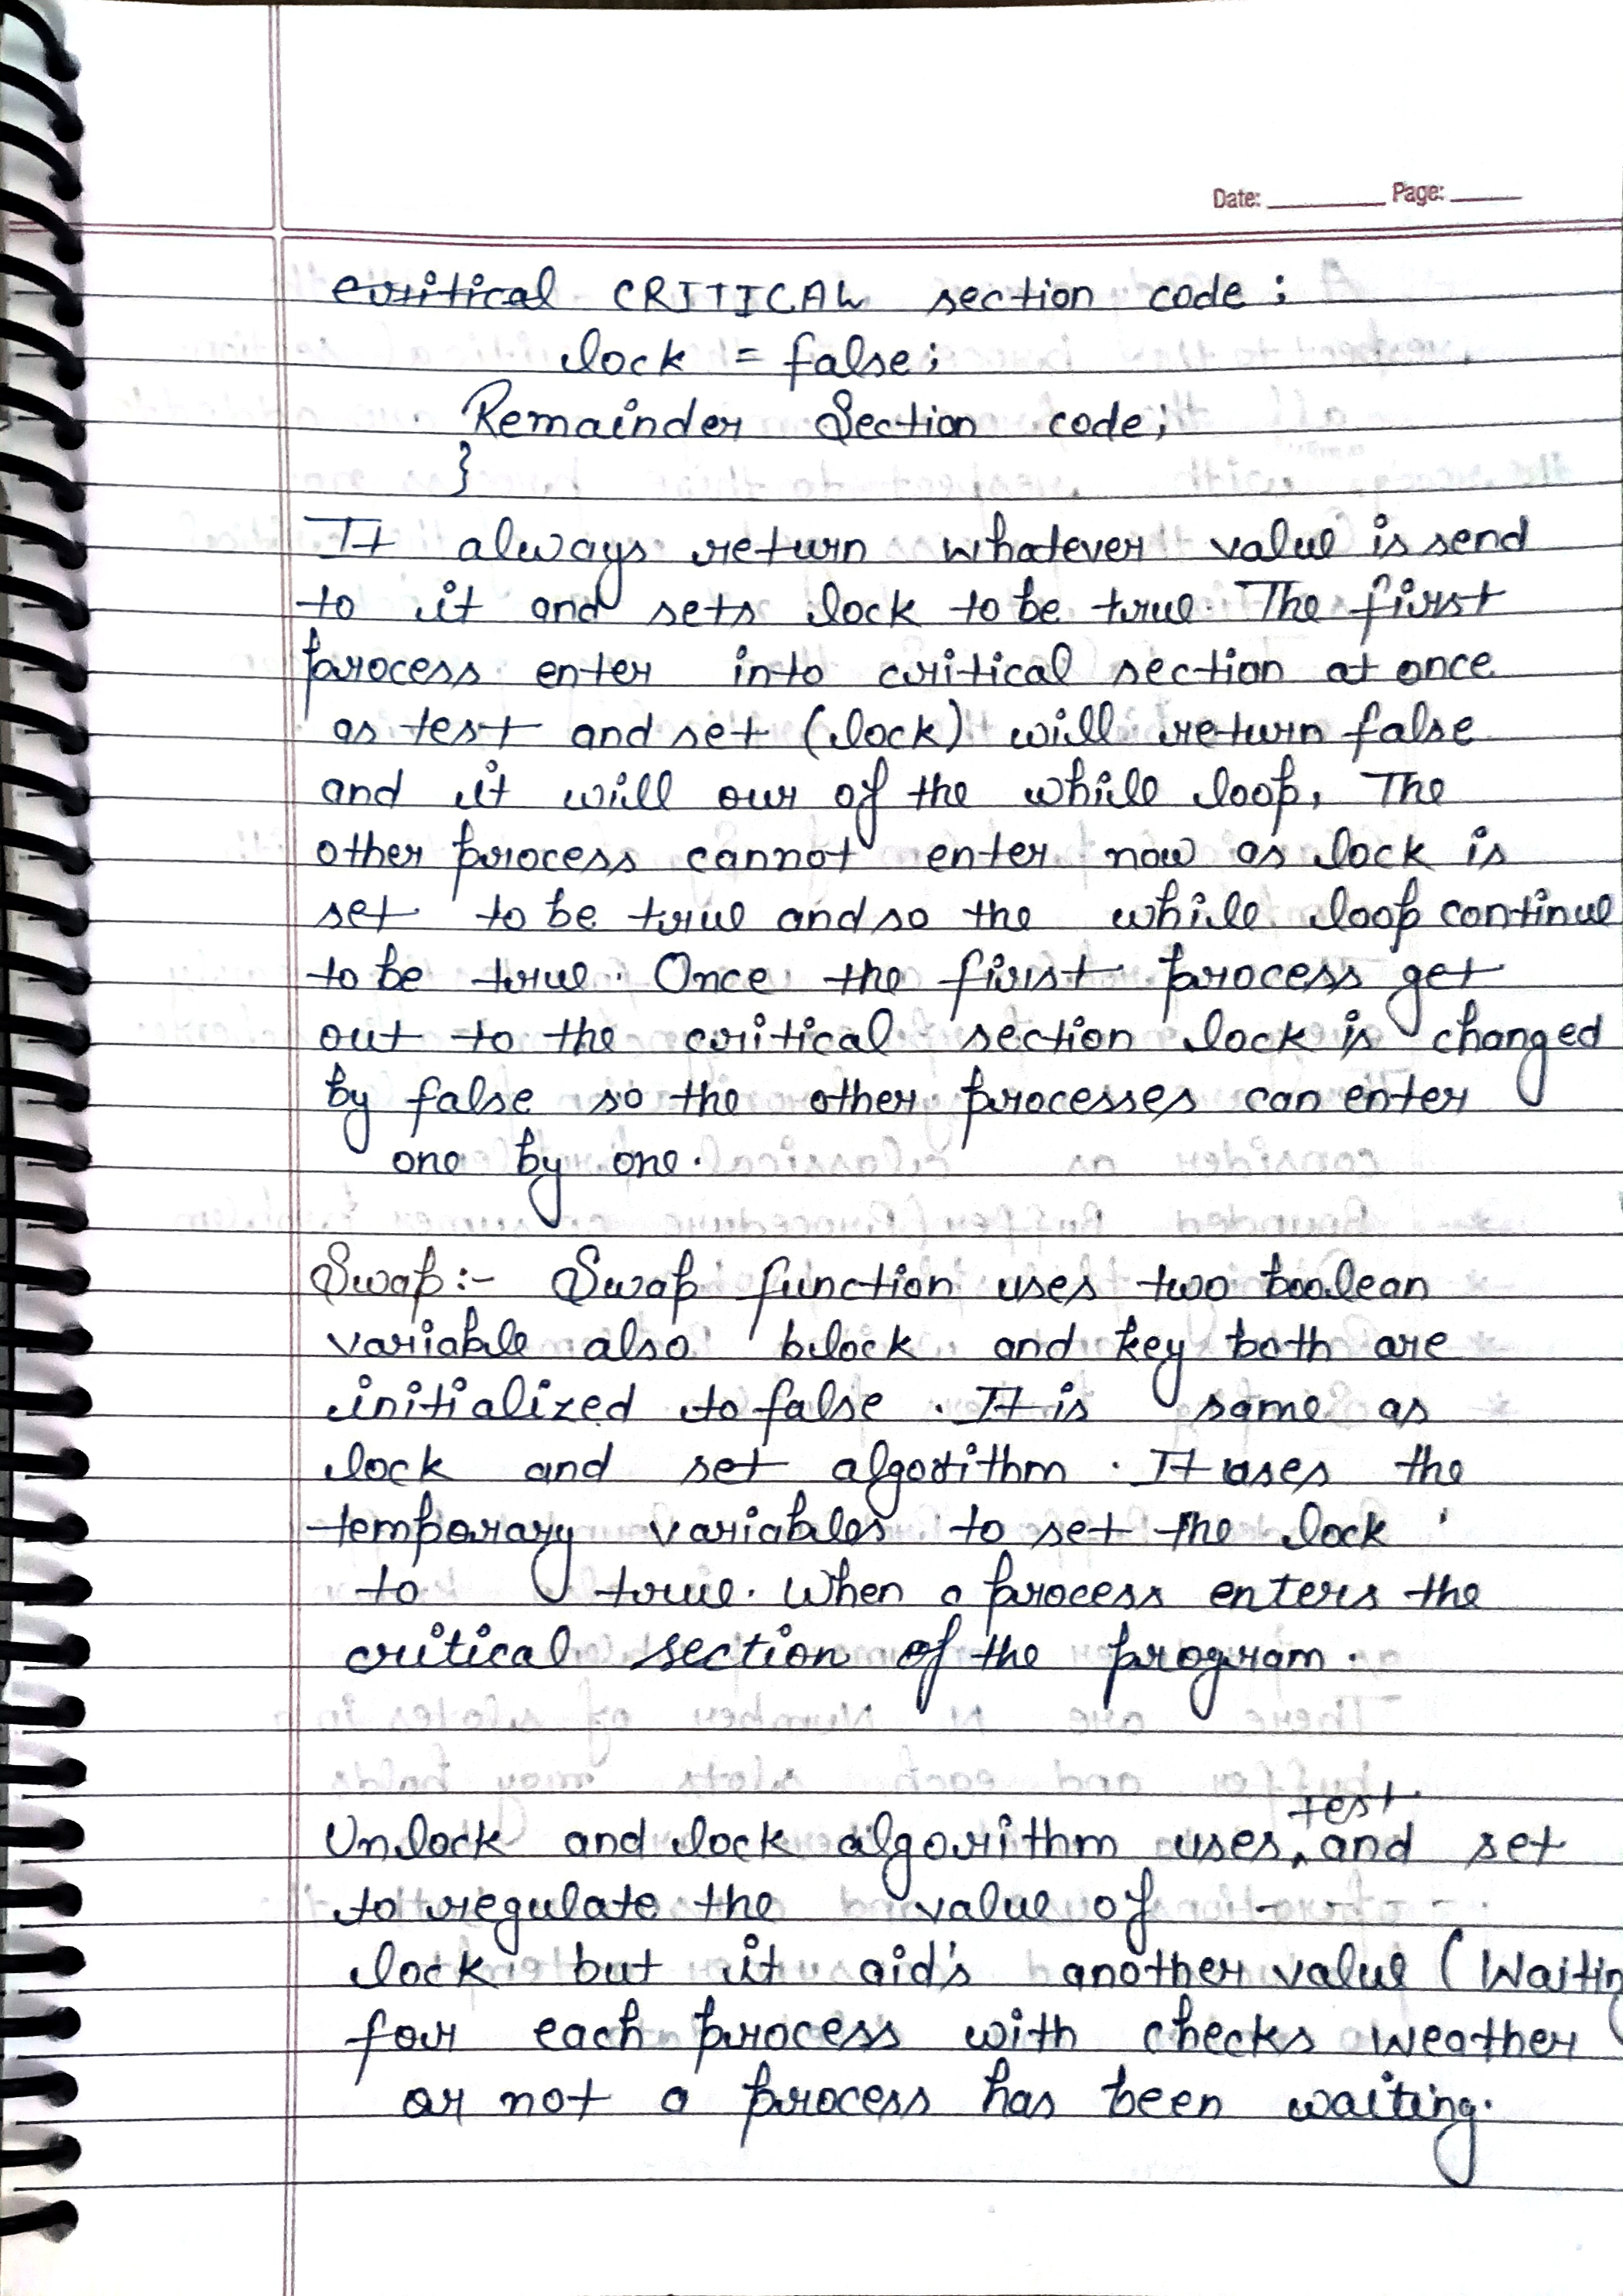 Date: Page:
critical CRITICAL section code ;
lock = false;
Remainder Section code;
}
It always return whatever value is send
to it and sets lock to be true. The first
process enter into critical section at once
as test and set (lock) will return false
and it will our of the while loop, The
other process cannot enter now as lock is
set to be true and so the while loop continue
to be true. Once the first process get
out to the critical section lock is changed
by false so the other processes can enter
one by one.
Swap:- Swap function uses two boolean
variable also block and key both are
initialized to false . It is same as
lock and set algorithm . It uses the
temporary variables to set the lock
to true. When a process enters the
critical section of the program .
Unlock and lock algorithm uses test and set
to regulate the value of -
lock but it aid's another value (Waiting
for each process with checks weather
or not a process has been waiting.